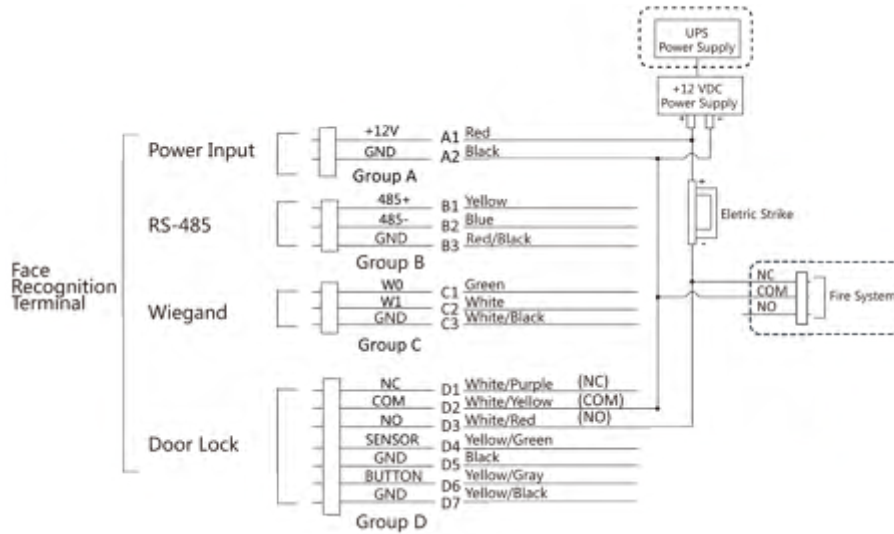 UPS
Power Supply
+12 VDC
Power Supply
+ -
Power Input
+12V A1 Red
GND A2 Black
Group A
+
Eletric Strike
-
RS-485
485+ B1 Yellow
485- B2 Blue
GND B3 Red/Black
Group B
Face
Recognition
Terminal
Wiegand
W0 C1 Green
W1 C2 White
GND C3 White/Black
Group C
NC
COM
NO
Fire System
Door Lock
NC D1 White/Purple (NC)
COM D2 White/Yellow (COM)
NO D3 White/Red (NO)
SENSOR D4 Yellow/Green
GND D5 Black
BUTTON D6 Yellow/Gray
GND D7 Yellow/Black
Group D